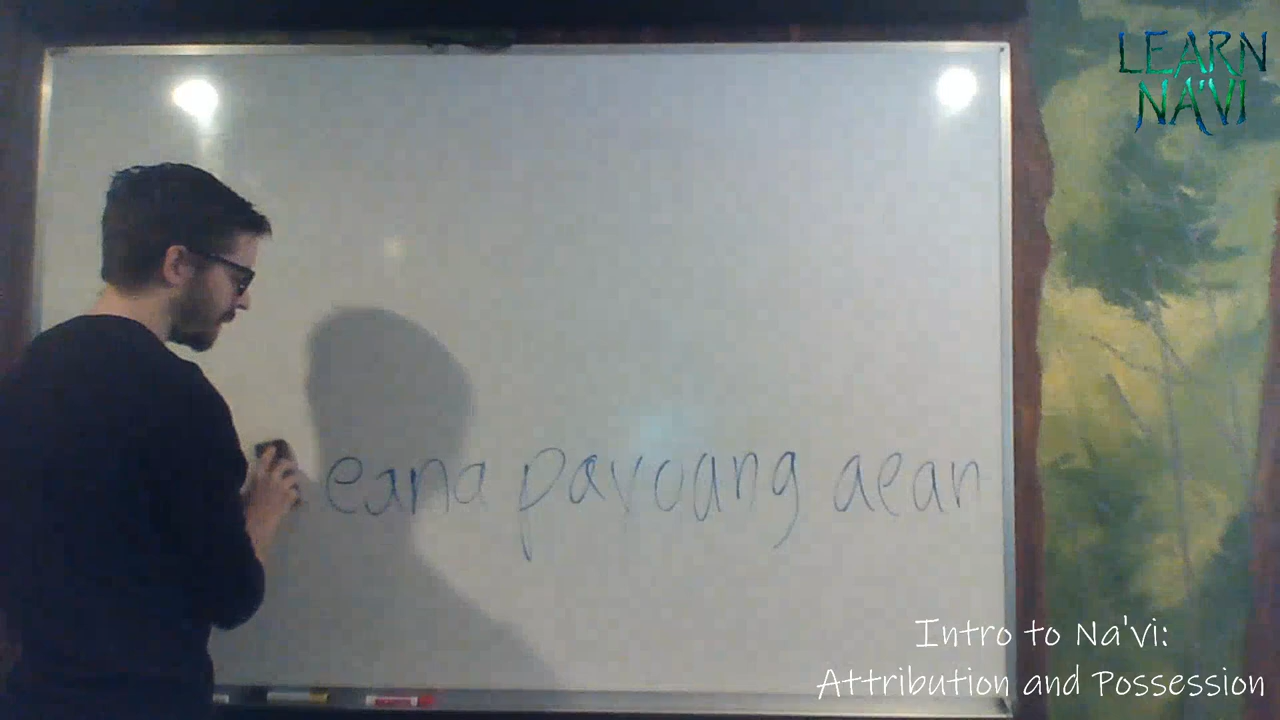 LEARN
NA'VI
eana payoang aean
Intro to Na'vi:
Attribution and Possession